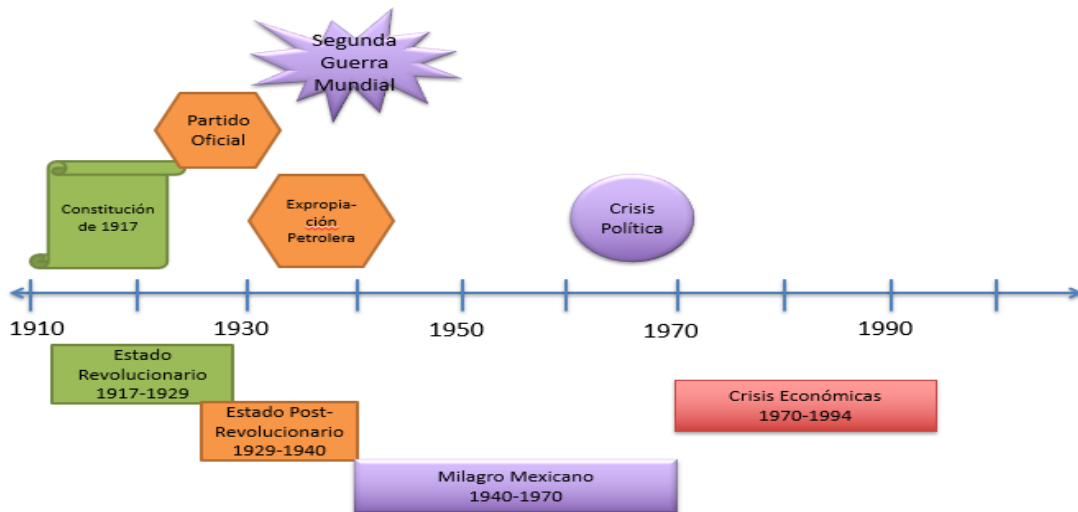 Segunda
Guerra
Mundial
Partido
Oficial
Constitución
de 1917
Expropia-
ción
Petrolera
Crisis
Política
1910
1930
1950
1970
1990
Estado
Revolucionario
1917-1929
Estado Post-
Revolucionario
1929-1940
Milagro Mexicano
1940-1970
Crisis Económicas
1970-1994